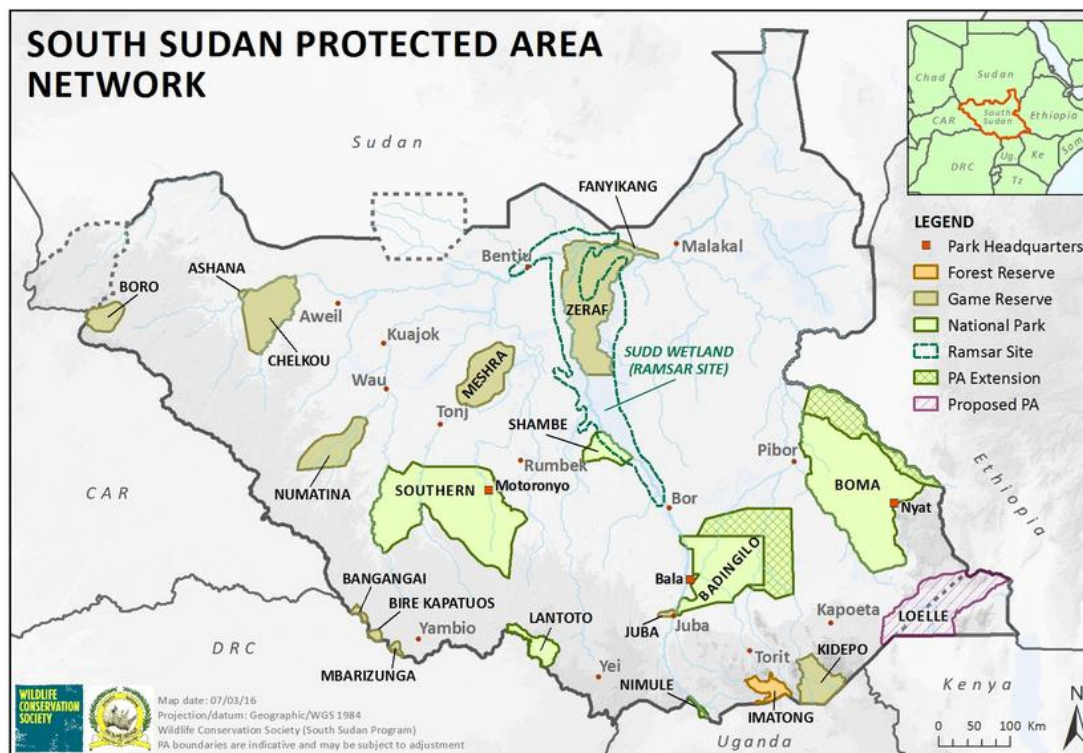 SOUTH SUDAN PROTECTED AREA
NETWORK
Sudan
Chad
Sudan
CAR
South
Sudan
Ethiopia
DRC
Ug.
Ke
Som
Tz
LEGEND
Park Headquarters
Forest Reserve
Game Reserve
National Park
Ramsar Site
PA Extension
Proposed PA
FANYIKANG
Malakal
Bentiu
ASHANA
BORO
Aweil
ZERAF
CHELKOU
Kuajok
MESHRA
SUDD WETLAND
(RAMSAR SITE)
Wau
Tonj
SHAMBE
Rumbek
Pibor
NUMATINA
SOUTHERN
Motoronyo
BOMA
Nyat
Ethiopia
CAR
Bor
Bala
BADINGILO
BANGANGAI
BIRE KAPATUOS
LANTOTO
JUBA
Juba
Kapoeta
LOELLE
Yambio
DRC
MBARIZUNGA
Yei
NIMULE
Torit
KIDEPO
IMATONG
Kenya
Uganda
N
0 50 100 Km
WILDLIFE
CONSERVATION
SOCIETY
Map date: 07/03/16
Projection/datum: Geographic/WGS 1984
Wildlife Conservation Society (South Sudan Program)
PA boundaries are indicative and may be subject to adjustment